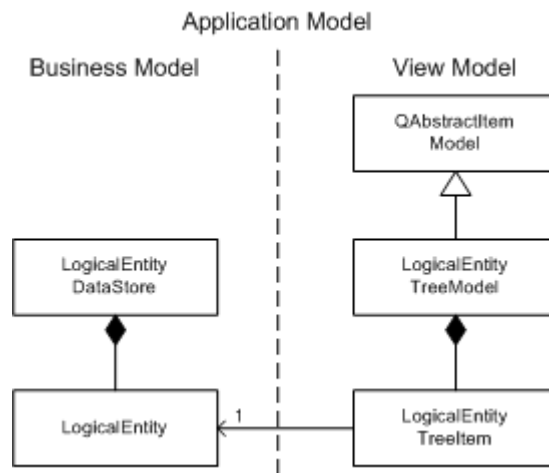 Application Model
Business Model
View Model
QAbstractItem
Model
LogicalEntity
DataStore
LogicalEntity
TreeModel
LogicalEntity
1
LogicalEntity
TreeItem